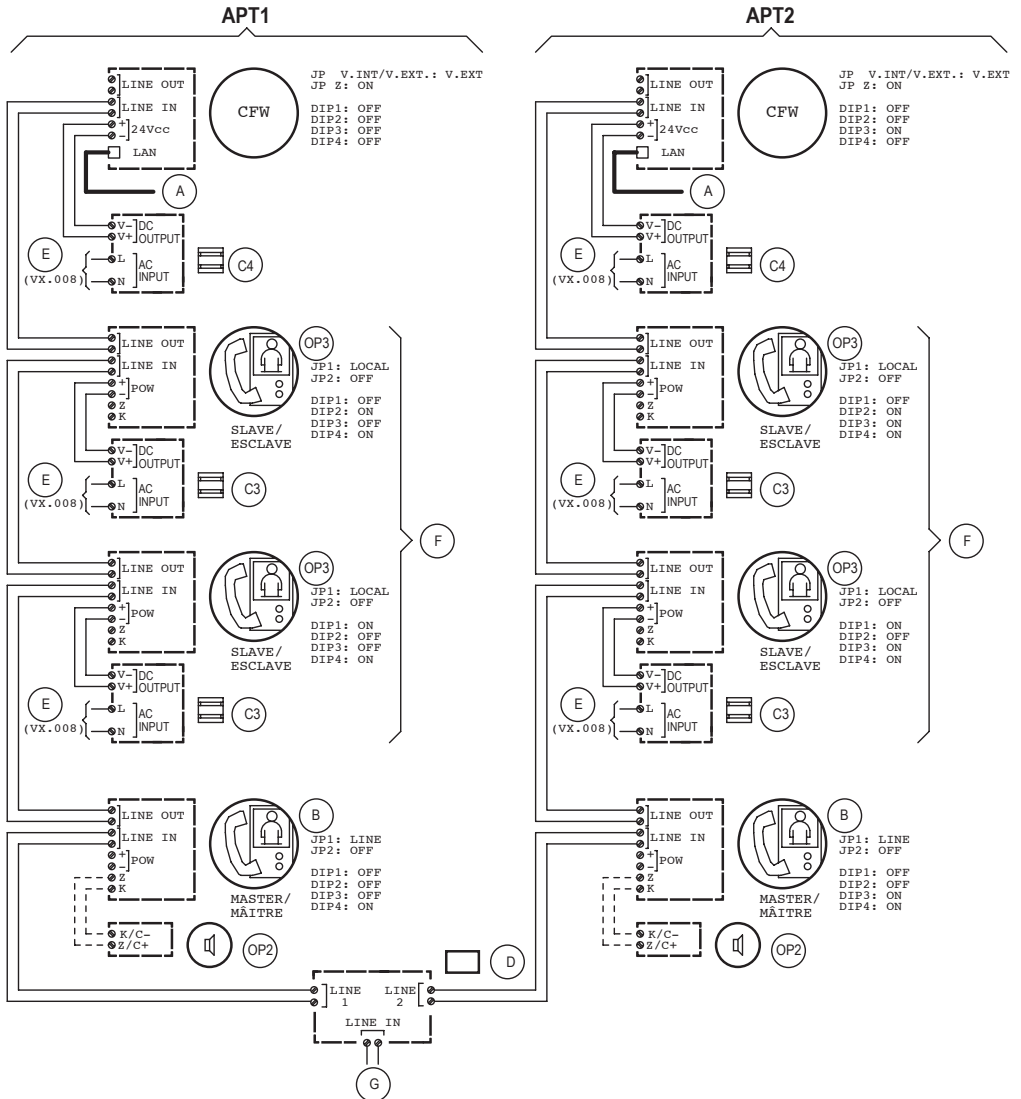 APT1
LINE OUT
LINE IN
+
-
24Vcc
LAN
CFW
JP V.INT/V.EXT.: V.EXT
JP Z: ON
DIP1: OFF
DIP2: OFF
DIP3: OFF
DIP4: OFF
A
V- DC
V+ OUTPUT
L AC
N INPUT
E
(VX.008)
C4
LINE OUT
LINE IN
+
-
POW
Z
K
SLAVE/
ESCLAVE
OP3
JP1: LOCAL
JP2: OFF
DIP1: OFF
DIP2: ON
DIP3: OFF
DIP4: ON
V- DC
V+ OUTPUT
L AC
N INPUT
E
(VX.008)
C3
F
LINE OUT
LINE IN
+
-
POW
Z
K
SLAVE/
ESCLAVE
OP3
JP1: LOCAL
JP2: OFF
DIP1: ON
DIP2: OFF
DIP3: OFF
DIP4: ON
V- DC
V+ OUTPUT
L AC
N INPUT
E
(VX.008)
C3
LINE OUT
LINE IN
+
-
POW
Z
K
MASTER/
MÂITRE
B
JP1: LINE
JP2: OFF
DIP1: OFF
DIP2: OFF
DIP3: OFF
DIP4: ON
K/C-
Z/C+
OP2
APT2
LINE OUT
LINE IN
+
-
24Vcc
LAN
CFW
JP V.INT/V.EXT.: V.EXT
JP Z: ON
DIP1: OFF
DIP2: OFF
DIP3: ON
DIP4: OFF
A
V- DC
V+ OUTPUT
L AC
N INPUT
E
(VX.008)
C4
LINE OUT
LINE IN
+
-
POW
Z
K
SLAVE/
ESCLAVE
OP3
JP1: LOCAL
JP2: OFF
DIP1: OFF
DIP2: ON
DIP3: ON
DIP4: ON
V- DC
V+ OUTPUT
L AC
N INPUT
E
(VX.008)
C3
F
LINE OUT
LINE IN
+
-
POW
Z
K
SLAVE/
ESCLAVE
OP3
JP1: LOCAL
JP2: OFF
DIP1: ON
DIP2: OFF
DIP3: ON
DIP4: ON
V- DC
V+ OUTPUT
L AC
N INPUT
E
(VX.008)
C3
LINE OUT
LINE IN
+
-
POW
Z
K
MASTER/
MÂITRE
B
JP1: LINE
JP2: OFF
DIP1: OFF
DIP2: OFF
DIP3: ON
DIP4: ON
K/C-
Z/C+
OP2
D
LINE
1
LINE
2
LINE IN
G